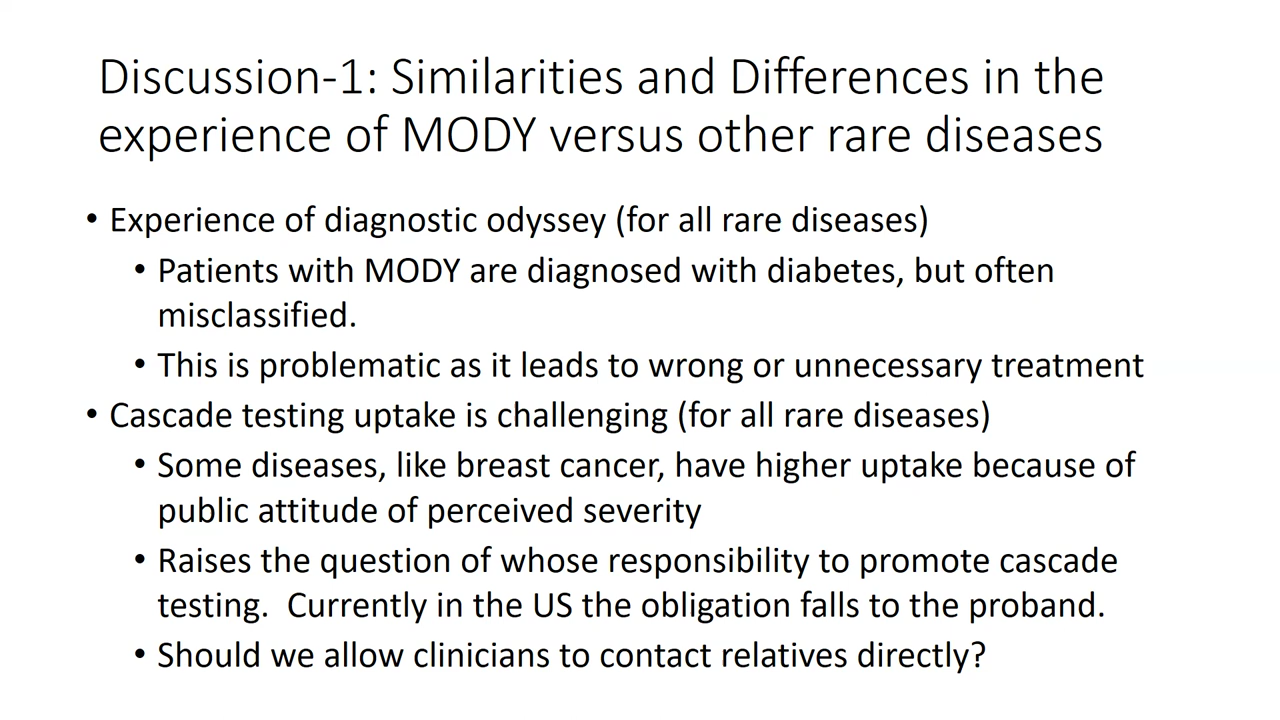 Discussion-1: Similarities and Differences in the
experience of MODY versus other rare diseases
• Experience of diagnostic odyssey (for all rare diseases)
• Patients with MODY are diagnosed with diabetes, but often
misclassified.
• This is problematic as it leads to wrong or unnecessary treatment
• Cascade testing uptake is challenging (for all rare diseases)
• Some diseases, like breast cancer, have higher uptake because of
public attitude of perceived severity
• Raises the question of whose responsibility to promote cascade
testing.  Currently in the US the obligation falls to the proband.
• Should we allow clinicians to contact relatives directly?